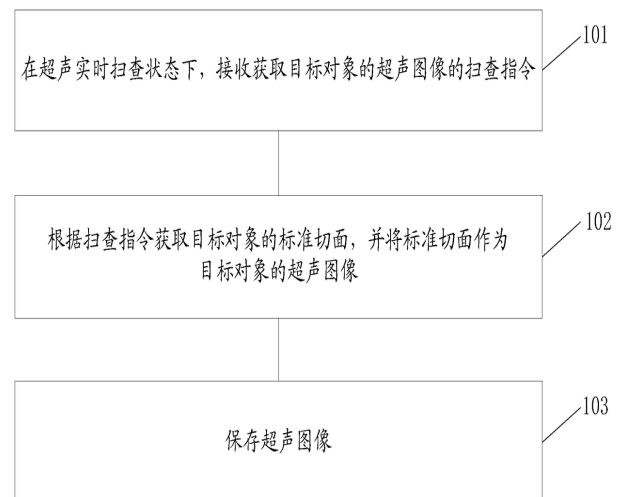 101
在超声实时扫查状态下，接收获取目标对象的超声图像的扫查指令
102
根据扫查指令获取目标对象的标准切面，并将标准切面作为
目标对象的超声图像
103
保存超声图像